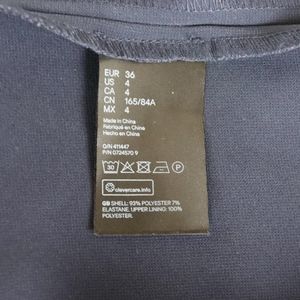 EUR 36
US 4
CA 4
CN 165/84A
MX 4
Made in China
Fabriqué en Chine
Hecho en China
O/N 411447
P/N 0724570 9
30
P
clevercare.info
GB SHELL: 93% POLYESTER 7%
ELASTANE; UPPER LINING: 100%
POLYESTER.